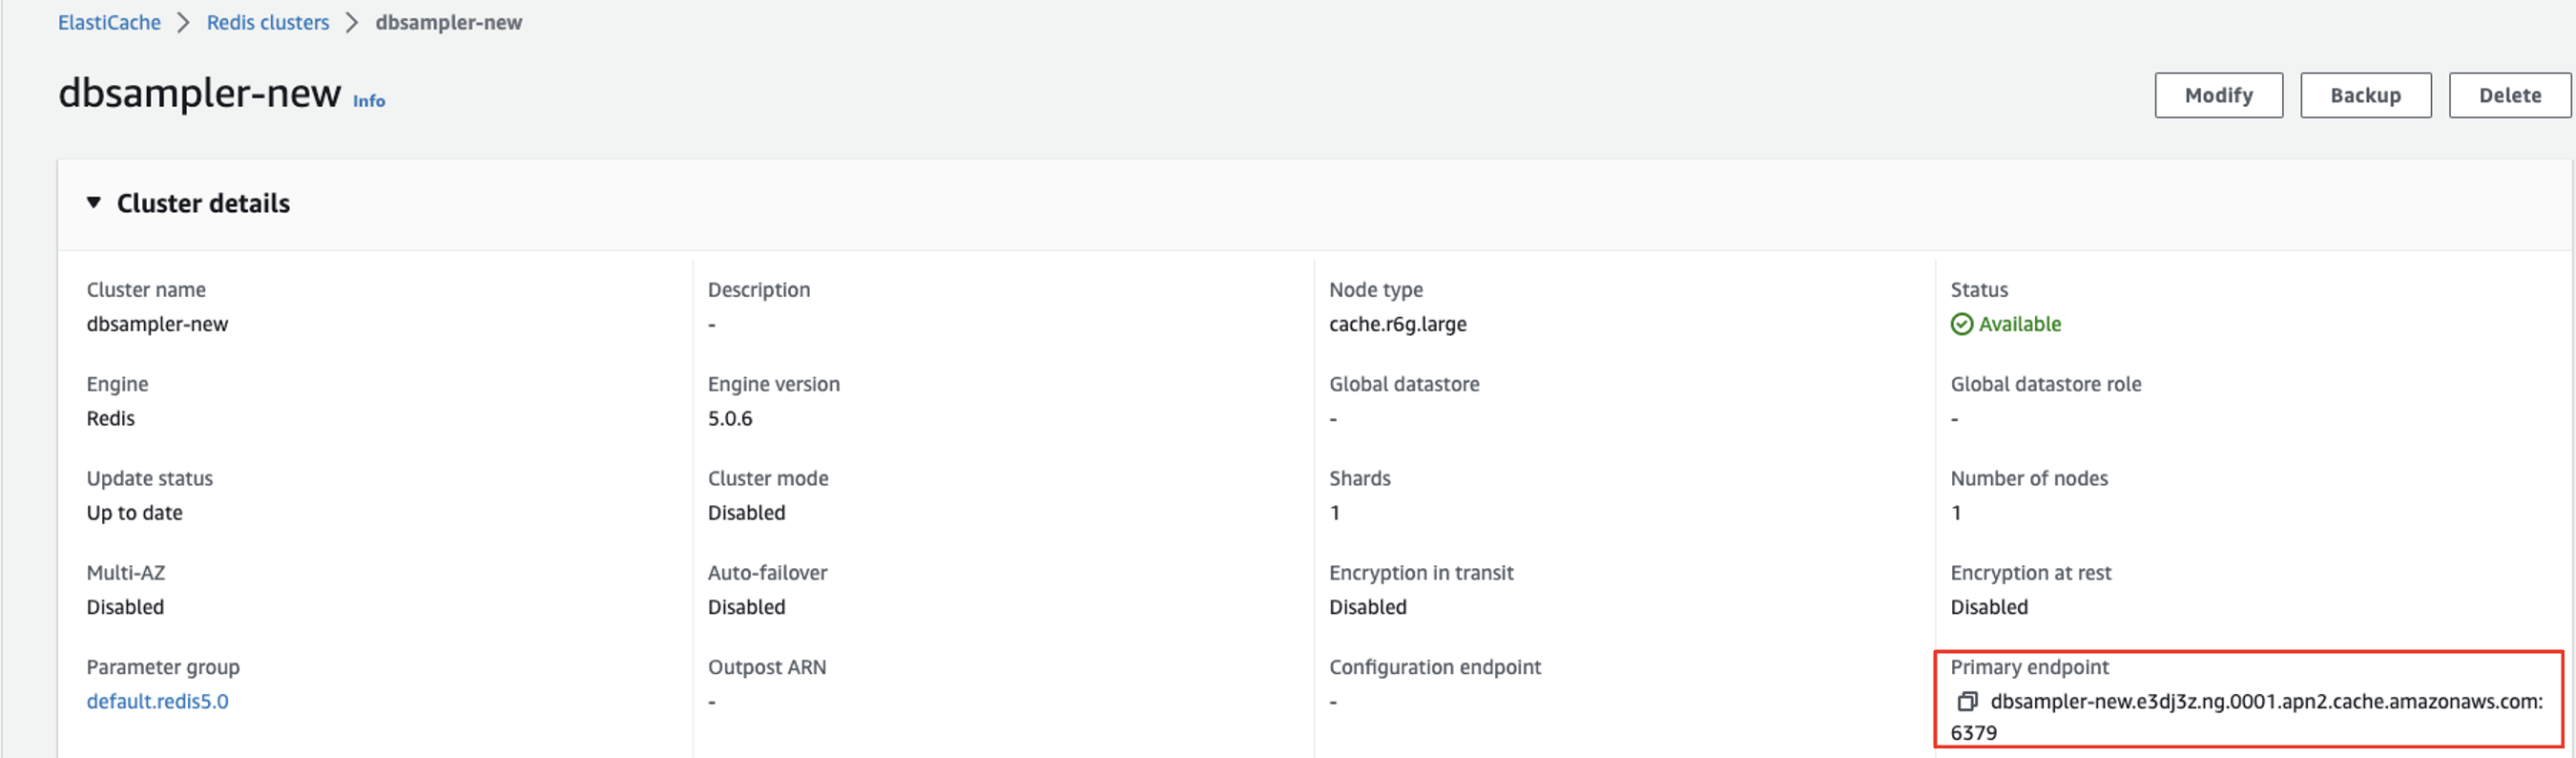 ElastiCache > Redis clusters > dbsampler-new
dbsampler-new Info
Modify
Backup
Delete
▼ Cluster details
Cluster name
dbsampler-new
Description
-
Node type
cache.r6g.large
Status
Available
Engine
Redis
Engine version
5.0.6
Global datastore
-
Global datastore role
-
Update status
Up to date
Cluster mode
Disabled
Shards
1
Number of nodes
1
Multi-AZ
Disabled
Auto-failover
Disabled
Encryption in transit
Disabled
Encryption at rest
Disabled
Parameter group
default.redis5.0
Outpost ARN
-
Configuration endpoint
-
Primary endpoint
dbsampler-new.e3dj3z.ng.0001.apn2.cache.amazonaws.com:
6379